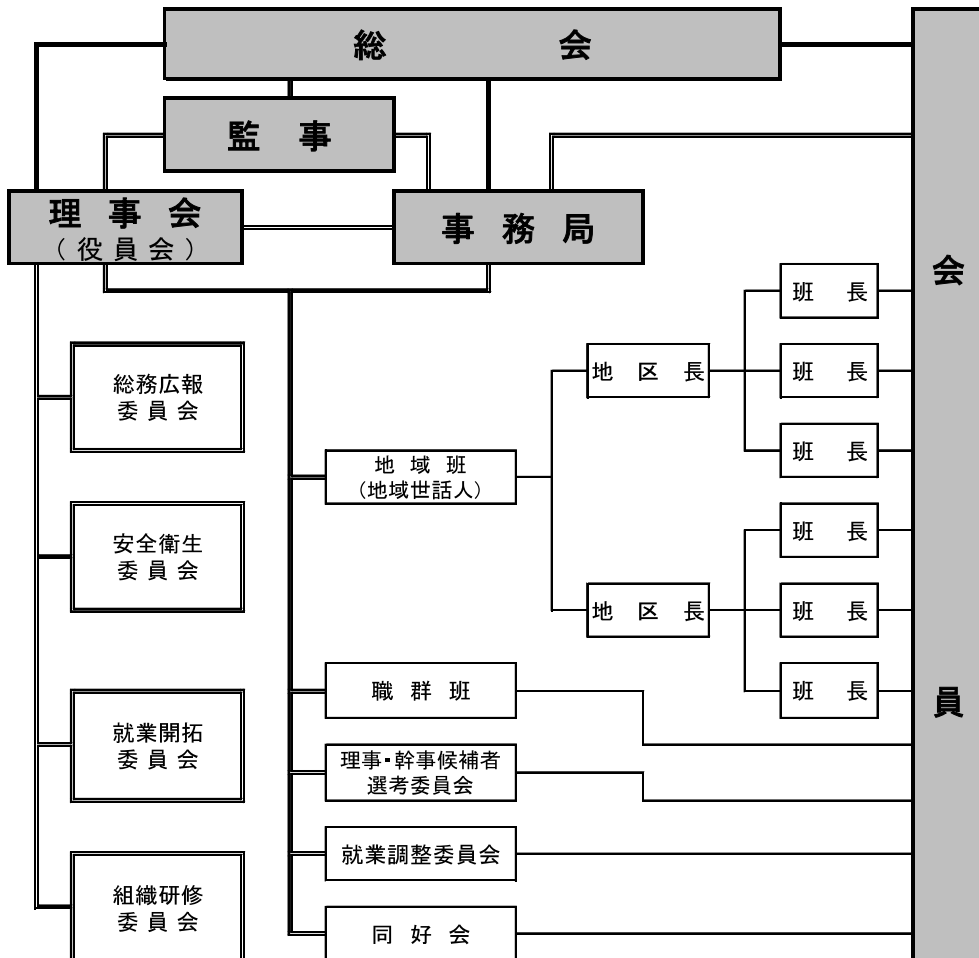 総会
監事
理事会
（役員会）
事務局
会員
総務広報
委員会
安全衛生
委員会
就業開拓
委員会
組織研修
委員会
地域班
（地域世話人）
職群班
理事・幹事候補者
選考委員会
就業調整委員会
同好会
地区長
地区長
班長
班長
班長
班長
班長
班長